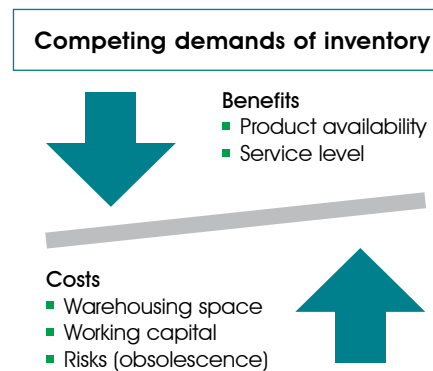 Competing demands of inventory
Benefits
▪ Product availability
▪ Service level
Costs
▪ Warehousing space
▪ Working capital
▪ Risks (obsolescence)